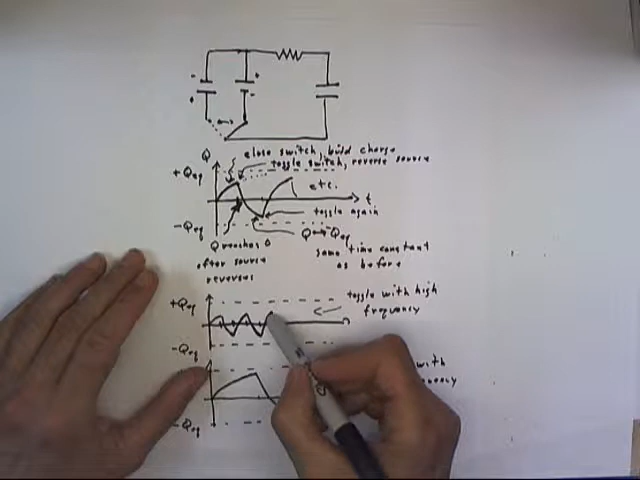 - +
+ -
Q close switch, build charge
toggle switch, reverse source
+Qeq
etc.
t
toggle again
-Qeq
Q → -Qeq
Q reaches 0 same time constant
after source as before
reverses
+Qeq toggle with high
frequency
-Qeq
with
-Qeq